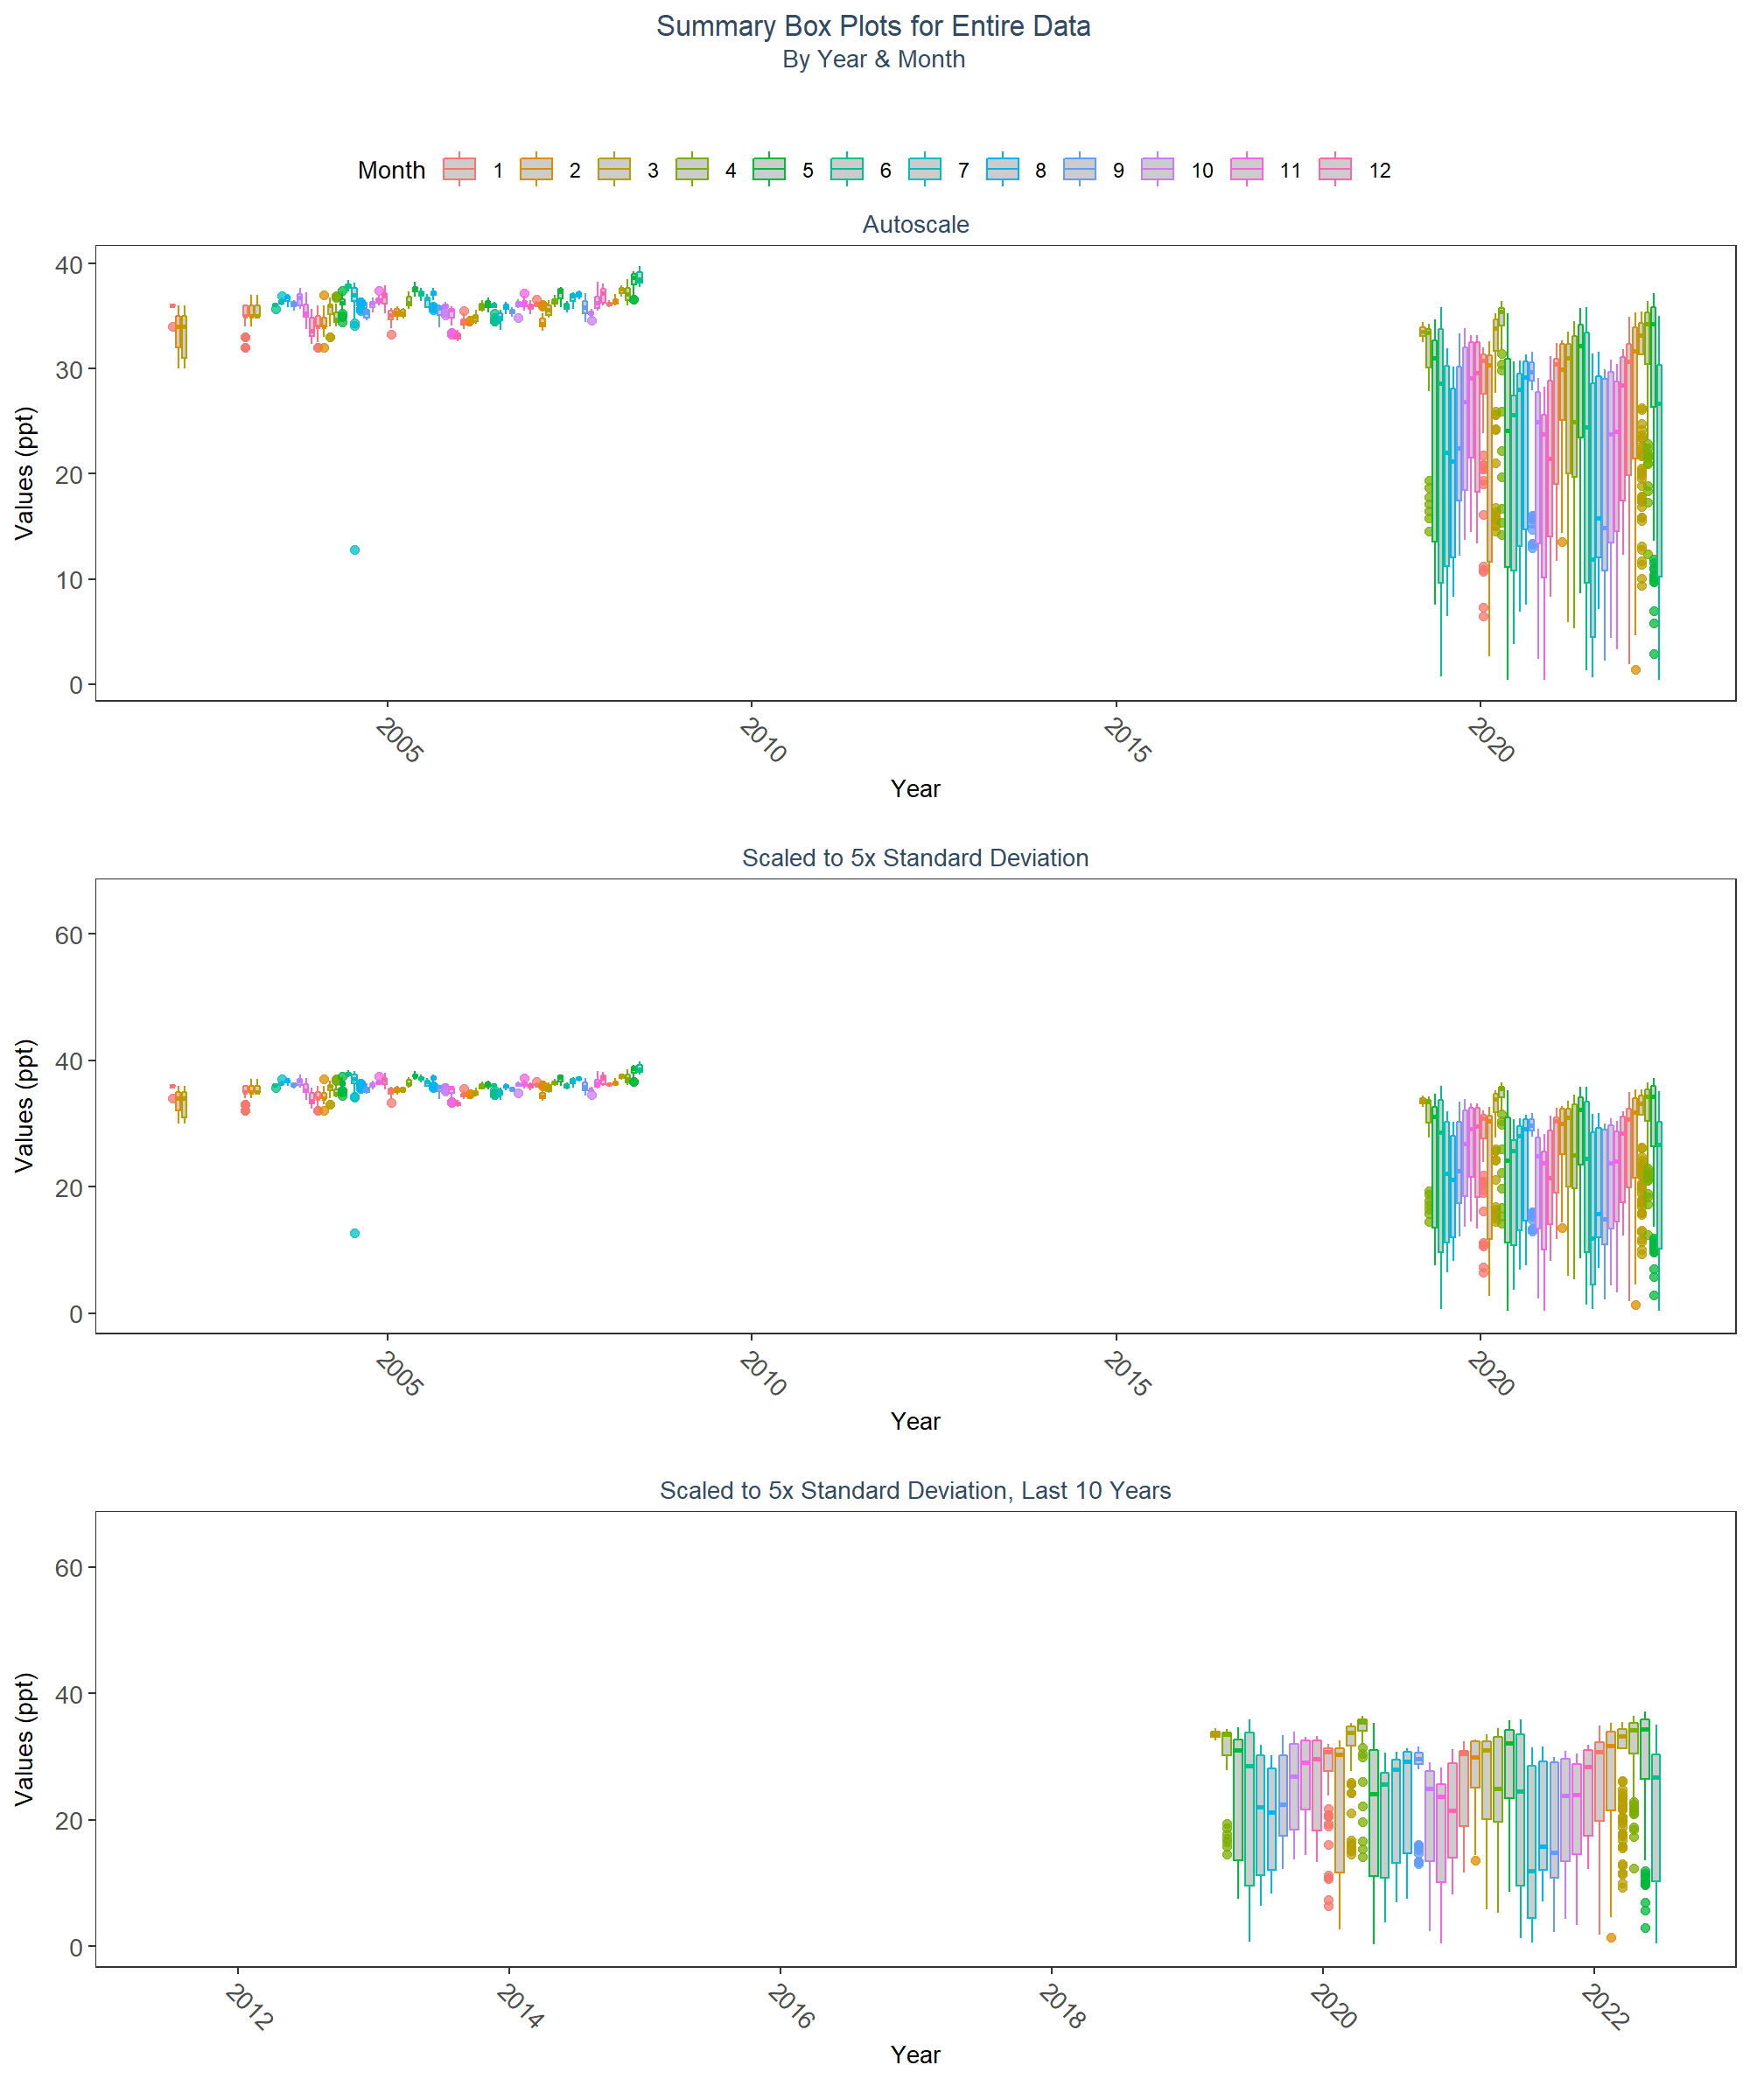 Summary Box Plots for Entire Data
By Year & Month
Month 1 2 3 4 5 6 7 8 9 10 11 12
Autoscale
Values (ppt)
40
30
20
10
0
2005 2010 2015 2020
Year
Scaled to 5x Standard Deviation
Values (ppt)
60
40
20
0
2005 2010 2015 2020
Year
Scaled to 5x Standard Deviation, Last 10 Years
Values (ppt)
60
40
20
0
2012 2014 2016 2018 2020 2022
Year